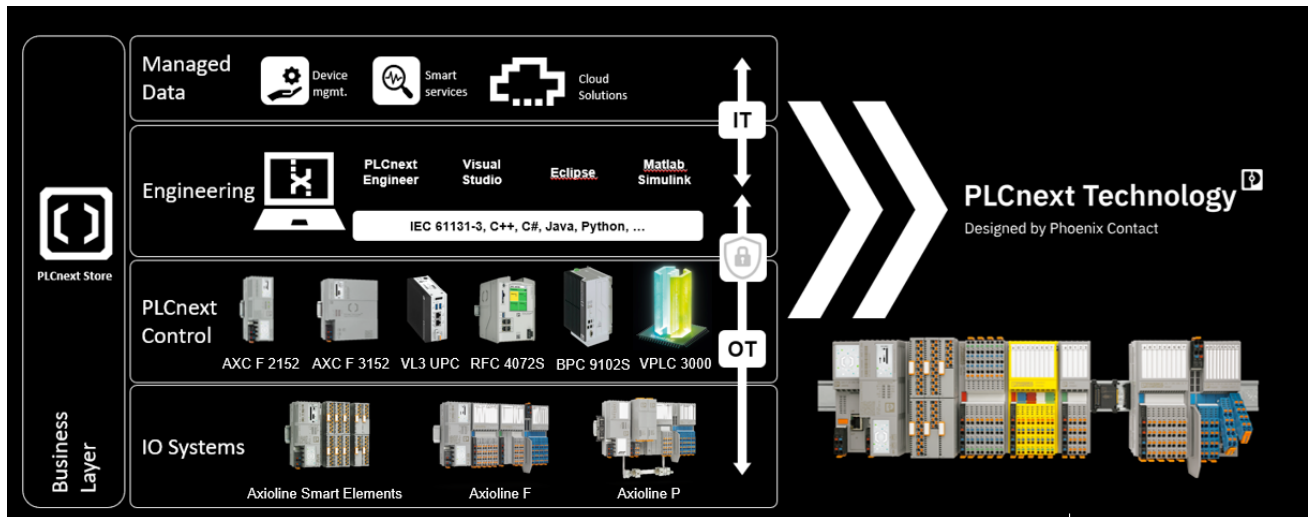 Managed
Data
Device
mgmt.
Smart
services
Cloud
Solutions
IT
Engineering
PLCnext
Engineer
Visual
Studio
Eclipse
Matlab
Simulink
IEC 61131-3, C++, C#, Java, Python, ...
PLCnext Store
PLCnext
Control
AXC F 2152
AXC F 3152
VL3 UPC
RFC 4072S
BPC 9102S
VPLC 3000
OT
IO Systems
Axioline Smart Elements
Axioline F
Axioline P
Business
Layer
PLCnext Technology
Designed by Phoenix Contact